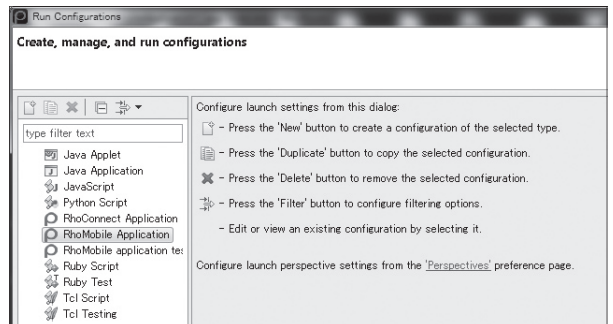 Run Configurations
Create, manage, and run configurations
type filter text
Java Applet
Java Application
JavaScript
Python Script
RhoConnect Application
RhoMobile Application
RhoMobile application tes
Ruby Script
Ruby Test
Tcl Script
Tcl Testing
Configure launch settings from this dialog:
- Press the 'New' button to create a configuration of the selected type.
- Press the 'Duplicate' button to copy the selected configuration.
- Press the 'Delete' button to remove the selected configuration.
- Press the 'Filter' button to configure filtering options.
- Edit or view an existing configuration by selecting it.
Configure launch perspective settings from the 'Perspectives' preference page.